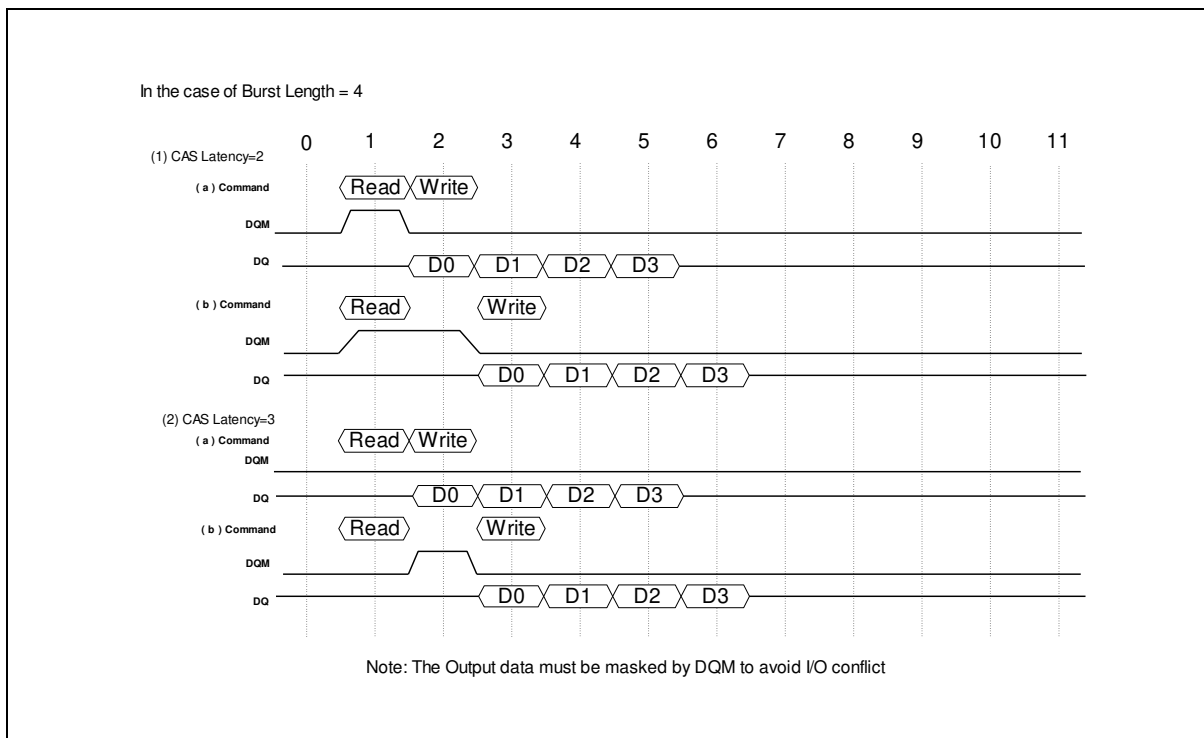 In the case of Burst Length = 4
0 1 2 3 4 5 6 7 8 9 10 11
(1) CAS Latency=2
( a ) Command Read Write
DQM
DQ D0 D1 D2 D3
( b ) Command Read Write
DQM
DQ D0 D1 D2 D3
(2) CAS Latency=3
( a ) Command Read Write
DQM
DQ D0 D1 D2 D3
( b ) Command Read Write
DQM
DQ D0 D1 D2 D3
Note: The Output data must be masked by DQM to avoid I/O conflict